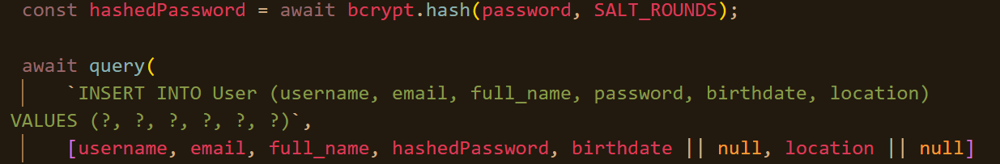 const hashedPassword = await bcrypt.hash(password, SALT_ROUNDS);
await query(
`INSERT INTO User (username, email, full_name, password, birthdate, location)
VALUES (?, ?, ?, ?, ?, ?)`,
[username, email, full_name, hashedPassword, birthdate || null, location || null]